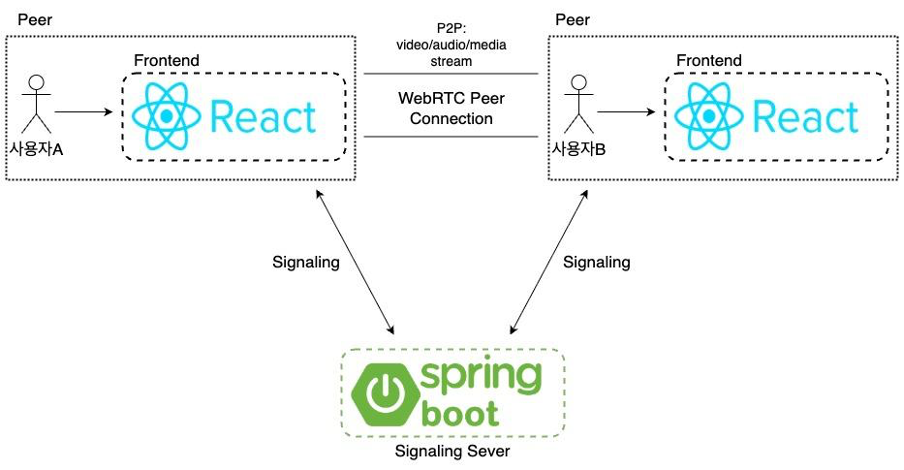 Peer
Frontend
React
사용자A
P2P:
video/audio/media
stream
WebRTC Peer
Connection
Peer
Frontend
React
사용자B
Signaling
Signaling
spring
boot
Signaling Sever